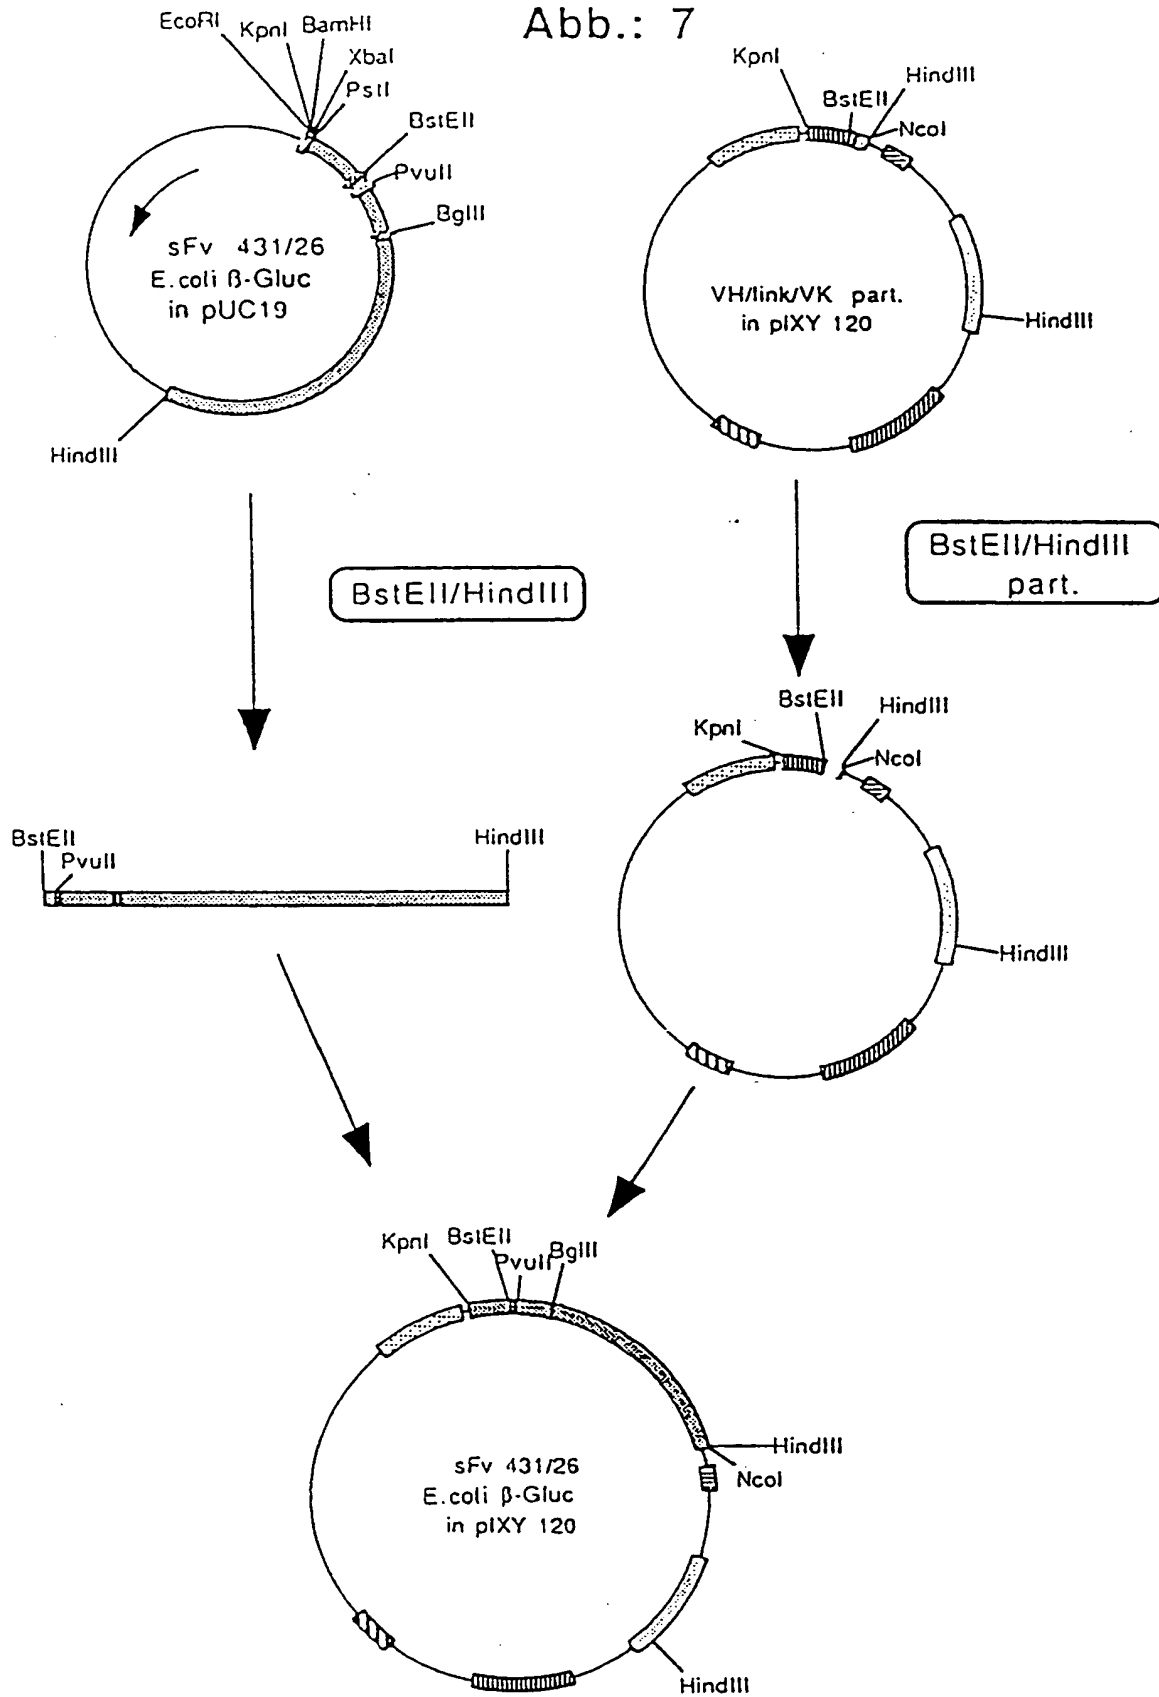 Abb.: 7
EcoRI
KpnI
BamHI
XbaI
PstI
BstEII
PvuII
BglII
sFv 431/26
E.coli β-Gluc
in pUC19
HindIII
KpnI
BstEII
HindIII
NcoI
VH/link/VK part.
in pIXY 120
HindIII
BstEII/HindIII
BstEII/HindIII
part.
BstEII
PvuII
HindIII
KpnI
BstEII
HindIII
NcoI
HindIII
KpnI
BstEII
PvuII
BglII
sFv 431/26
E.coli β-Gluc
in pIXY 120
HindIII
NcoI
HindIII